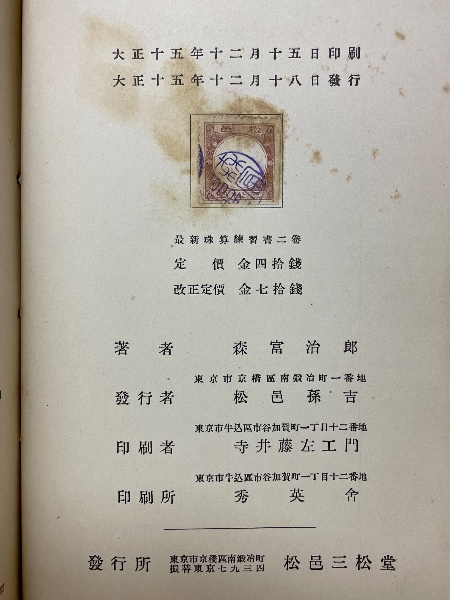 大正十五年十二月十五日印刷
大正十五年十二月十八日發行
松邑
最新珠算練習書二卷
定價 金四拾錢
改正定價 金七拾錢
著者 森富治郎
東京市京橋區南鍛冶町一番地
發行者 松邑孫吉
東京市牛込區市谷加賀町一丁目十二番地
印刷者 寺井藤左工門
東京市牛込區市谷加賀町一丁目十二番地
印刷所 秀英舍
發行所 東京市京橋區南鍛冶町 松邑三松堂
振替東京七九三四